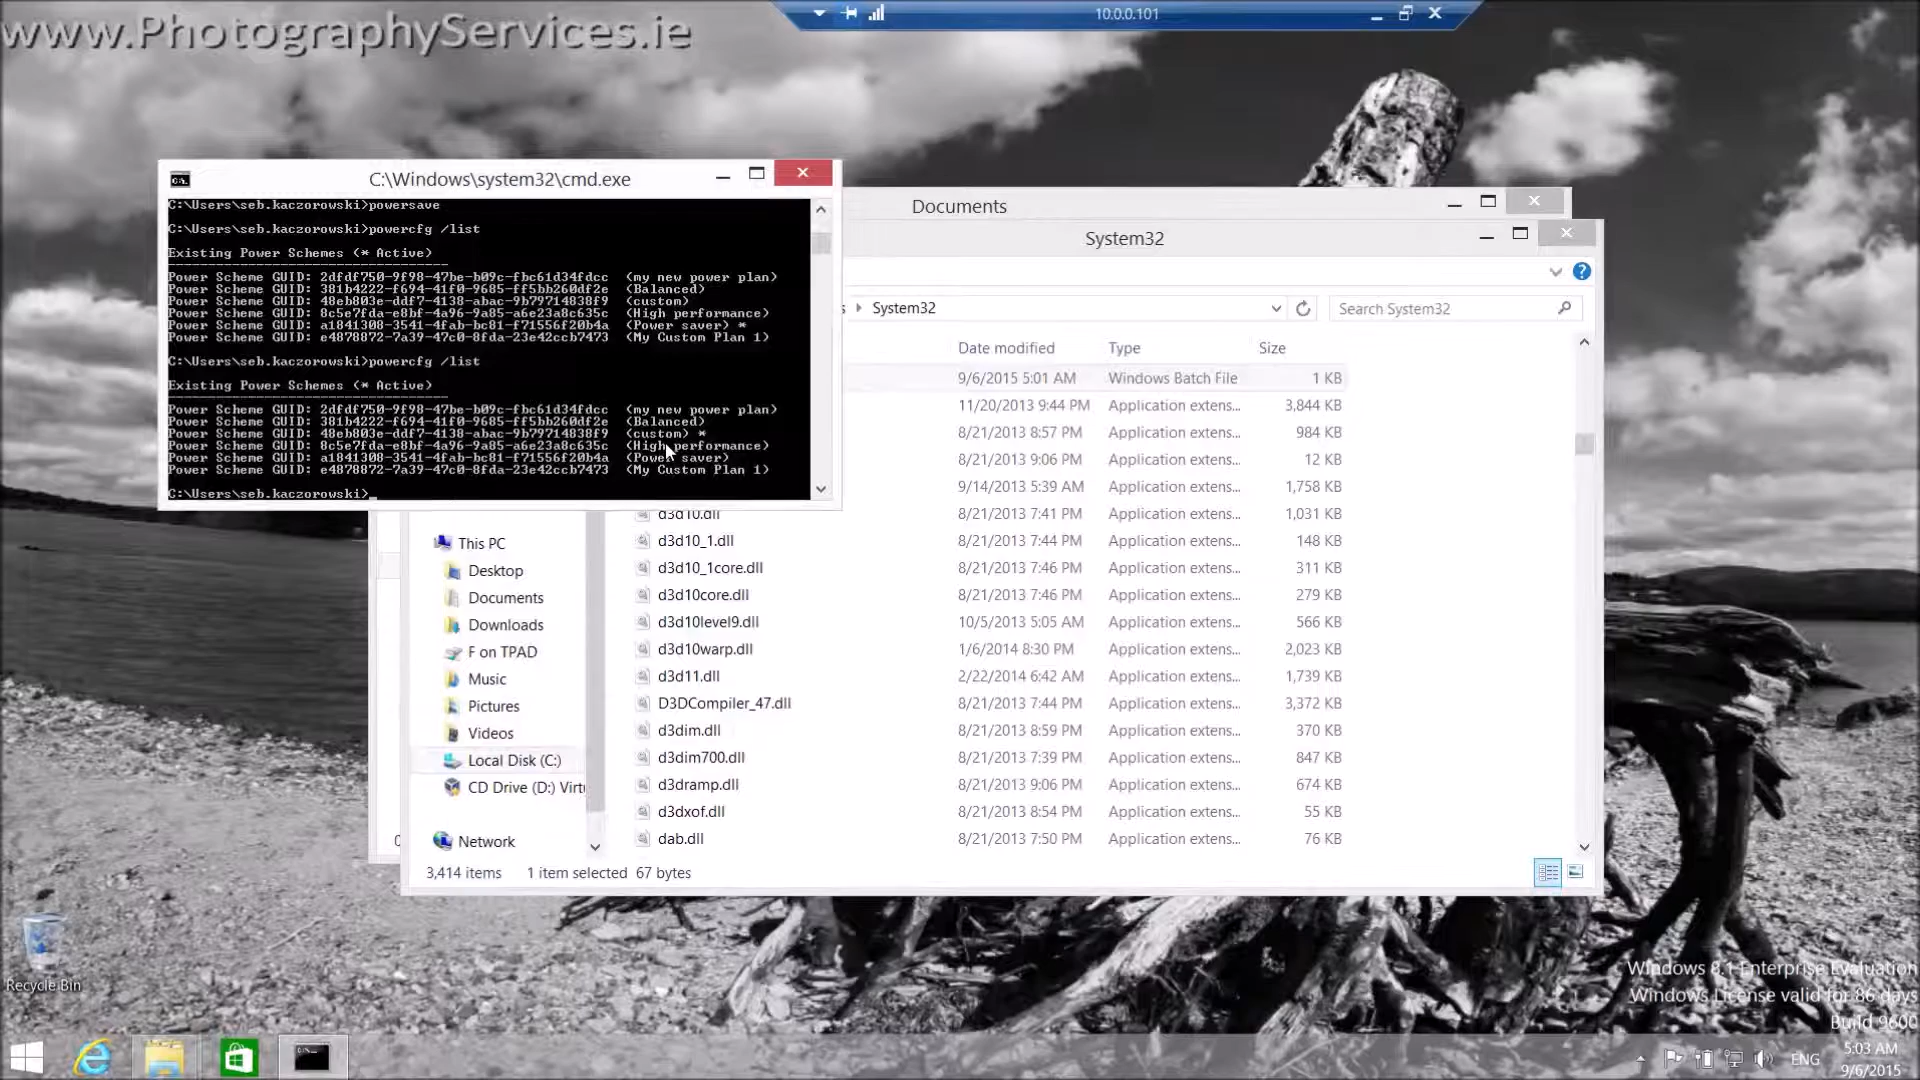 www.PhotographyServices.ie
10.0.0.101
C:\Windows\system32\cmd.exe
C:\Users\seb.kaczorowski>powersave
C:\Users\seb.kaczorowski>powercfg /list
Existing Power Schemes (* Active)
-----------------------------------
Power Scheme GUID: 2dfdf750-9f98-47be-b09c-fbc61d34fdcc  (my new power plan)
Power Scheme GUID: 381b4222-f694-41f0-9685-ff5bb260df2e  (Balanced)
Power Scheme GUID: 48eb803e-ddf7-4138-abac-9b79714838f9  (custom)
Power Scheme GUID: 8c5e7fda-e8bf-4a96-9a85-a6e23a8c635c  (High performance)
Power Scheme GUID: a1841308-3541-4fab-bc81-f71556f20b4a  (Power saver) *
Power Scheme GUID: e4878872-7a39-47c0-8fda-23e42ccb7473  (My Custom Plan 1)
C:\Users\seb.kaczorowski>powercfg /list
Existing Power Schemes (* Active)
-----------------------------------
Power Scheme GUID: 2dfdf750-9f98-47be-b09c-fbc61d34fdcc  (my new power plan)
Power Scheme GUID: 381b4222-f694-41f0-9685-ff5bb260df2e  (Balanced)
Power Scheme GUID: 48eb803e-ddf7-4138-abac-9b79714838f9  (custom) *
Power Scheme GUID: 8c5e7fda-e8bf-4a96-9a85-a6e23a8c635c  (High performance)
Power Scheme GUID: a1841308-3541-4fab-bc81-f71556f20b4a  (Power saver)
Power Scheme GUID: e4878872-7a39-47c0-8fda-23e42ccb7473  (My Custom Plan 1)
C:\Users\seb.kaczorowski>_
Documents
System32
System32
Search System32
Date modified Type Size
9/6/2015 5:01 AM Windows Batch File 1 KB
11/20/2013 9:44 PM Application extens... 3,844 KB
8/21/2013 8:57 PM Application extens... 984 KB
8/21/2013 9:06 PM Application extens... 12 KB
9/14/2013 5:39 AM Application extens... 1,758 KB
d3d10.dll 8/21/2013 7:41 PM Application extens... 1,031 KB
d3d10_1.dll 8/21/2013 7:44 PM Application extens... 148 KB
d3d10_1core.dll 8/21/2013 7:46 PM Application extens... 311 KB
d3d10core.dll 8/21/2013 7:46 PM Application extens... 279 KB
d3d10level9.dll 10/5/2013 5:05 AM Application extens... 566 KB
d3d10warp.dll 1/6/2014 8:30 PM Application extens... 2,023 KB
d3d11.dll 2/22/2014 6:42 AM Application extens... 1,739 KB
D3DCompiler_47.dll 8/21/2013 7:44 PM Application extens... 3,372 KB
d3dim.dll 8/21/2013 8:59 PM Application extens... 370 KB
d3dim700.dll 8/21/2013 7:39 PM Application extens... 847 KB
d3dramp.dll 8/21/2013 9:06 PM Application extens... 674 KB
d3dxof.dll 8/21/2013 8:54 PM Application extens... 55 KB
dab.dll 8/21/2013 7:50 PM Application extens... 76 KB
This PC
Desktop
Documents
Downloads
F on TPAD
Music
Pictures
Videos
Local Disk (C:)
CD Drive (D:) Virt
Network
3,414 items 1 item selected 67 bytes
Recycle Bin
Windows 8.1 Enterprise Evaluation
Windows License valid for 86 days
Build 9600
ENG
5:03 AM
9/6/2015